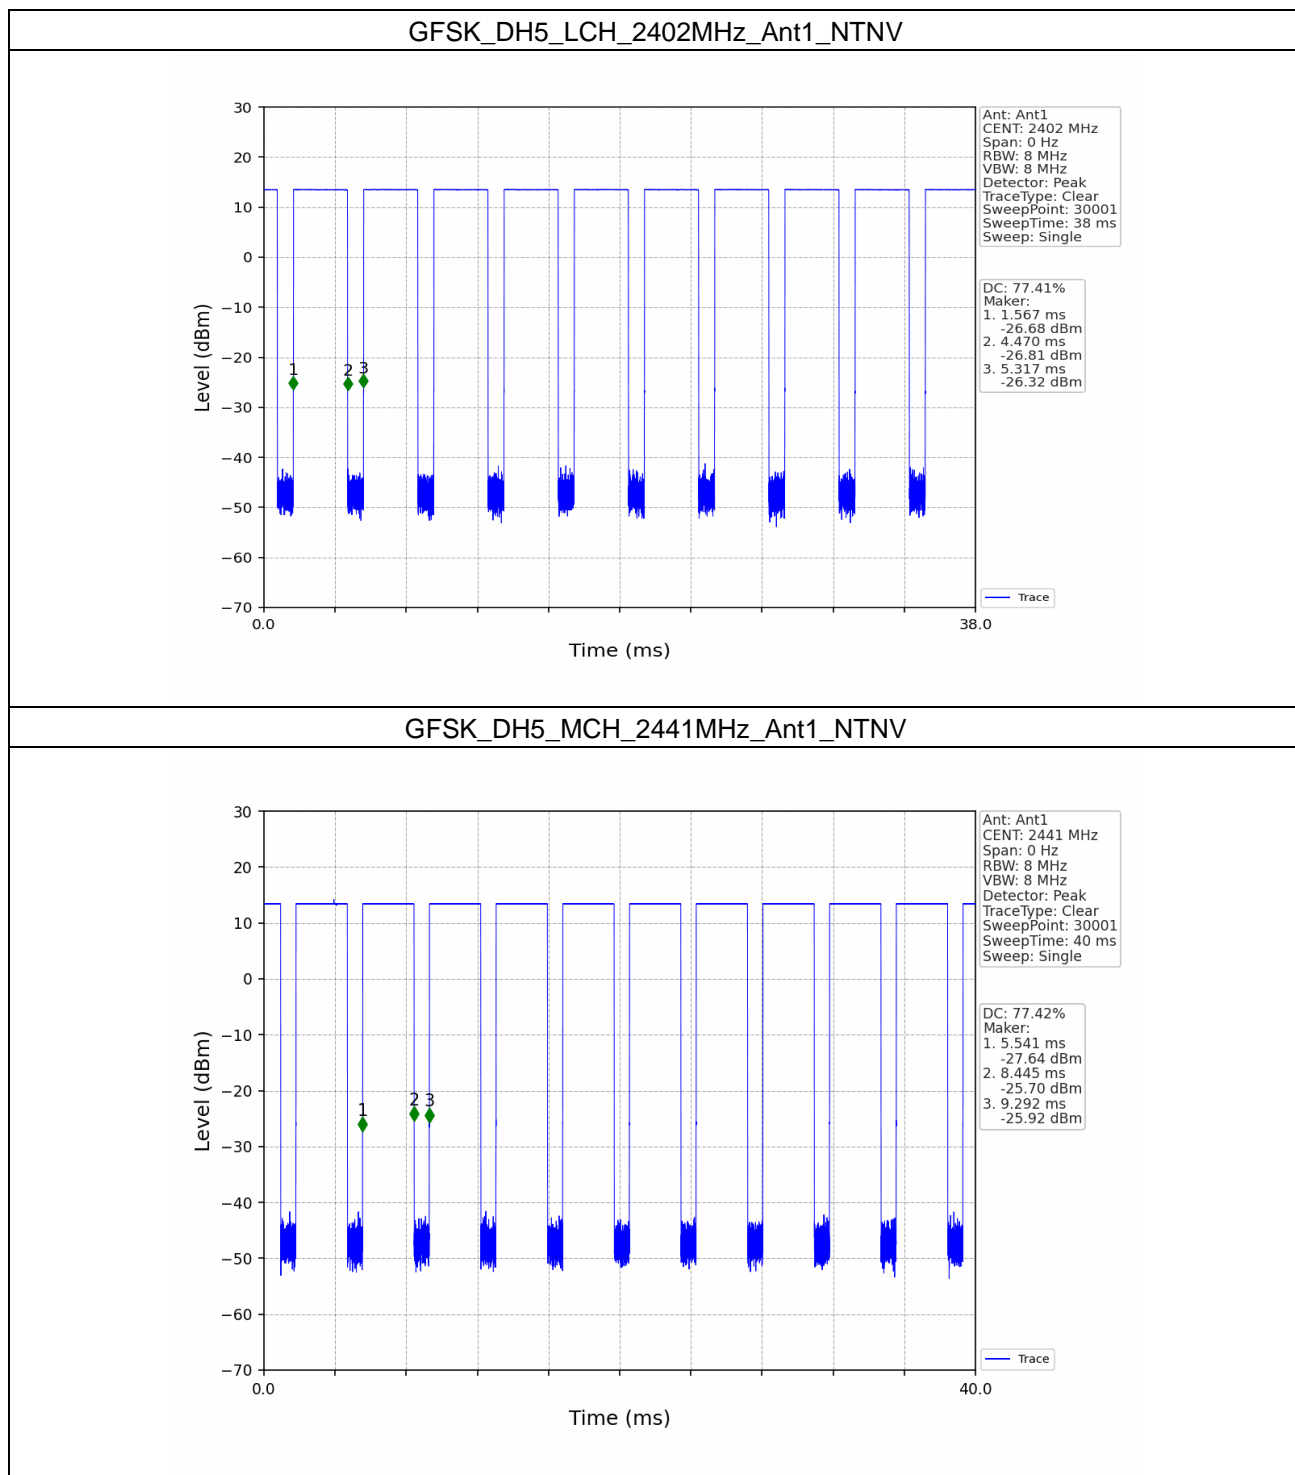 GFSK_DH5_LCH_2402MHz_Ant1_NTNV
30
20
10
0
−10
−20
−30
−40
−50
−60
−70
Level (dBm)
1
2
3
0.0
38.0
Time (ms)
Ant: Ant1
CENT: 2402 MHz
Span: 0 Hz
RBW: 8 MHz
VBW: 8 MHz
Detector: Peak
TraceType: Clear
SweepPoint: 30001
SweepTime: 38 ms
Sweep: Single
DC: 77.41%
Maker:
1. 1.567 ms
-26.68 dBm
2. 4.470 ms
-26.81 dBm
3. 5.317 ms
-26.32 dBm
Trace
GFSK_DH5_MCH_2441MHz_Ant1_NTNV
30
20
10
0
−10
−20
−30
−40
−50
−60
−70
Level (dBm)
1
2
3
0.0
40.0
Time (ms)
Ant: Ant1
CENT: 2441 MHz
Span: 0 Hz
RBW: 8 MHz
VBW: 8 MHz
Detector: Peak
TraceType: Clear
SweepPoint: 30001
SweepTime: 40 ms
Sweep: Single
DC: 77.42%
Maker:
1. 5.541 ms
-27.64 dBm
2. 8.445 ms
-25.70 dBm
3. 9.292 ms
-25.92 dBm
Trace